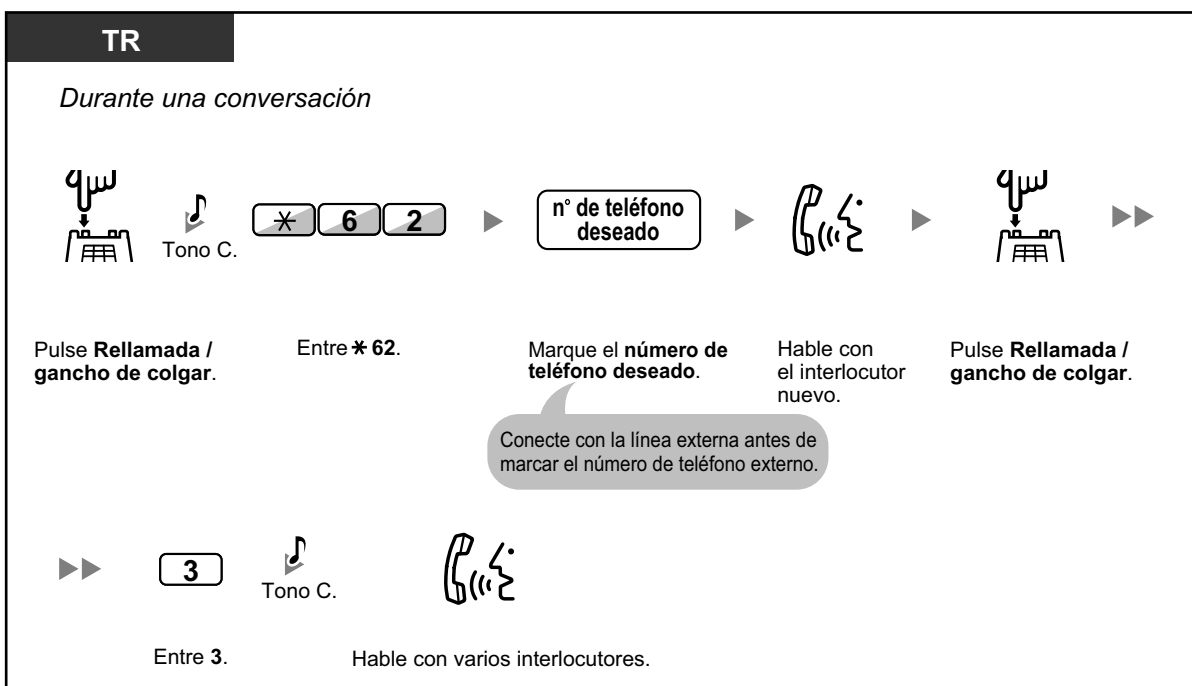 TR
Durante una conversación
Tono C.
* 6 2
n° de teléfono
deseado
Pulse Rellamada /
gancho de colgar.
Entre * 62.
Marque el número de
teléfono deseado.
Hable con
el interlocutor
nuevo.
Pulse Rellamada /
gancho de colgar.
Conecte con la línea externa antes de
marcar el número de teléfono externo.
3
Tono C.
Entre 3.
Hable con varios interlocutores.